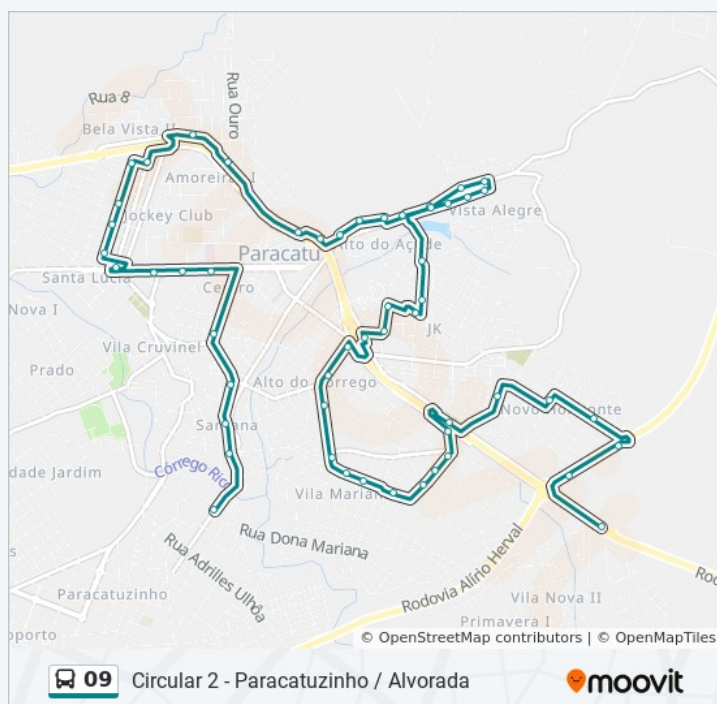 Rua 8
Rua Ouro
Bela Vista II
Amoreiras I
Jockey Club
Vista Alegre
Paracatu
Alto do Açude
Santa Lúcia
Centro
Nova I
JK
Vila Cruvinel
Prado
Alto do Córrego
Novo Horizonte
Santana
dade Jardim
Córrego Rico
Vila Mariana
Rua Dona Mariana
Rua Adrilles Ulhôa
Rodovia Alírio Herval
Paracatuzinho
Vila Nova II
Primavera I
oporto
© OpenStreetMap contributors | © OpenMapTiles
09 Circular 2 - Paracatuzinho / Alvorada
moovit